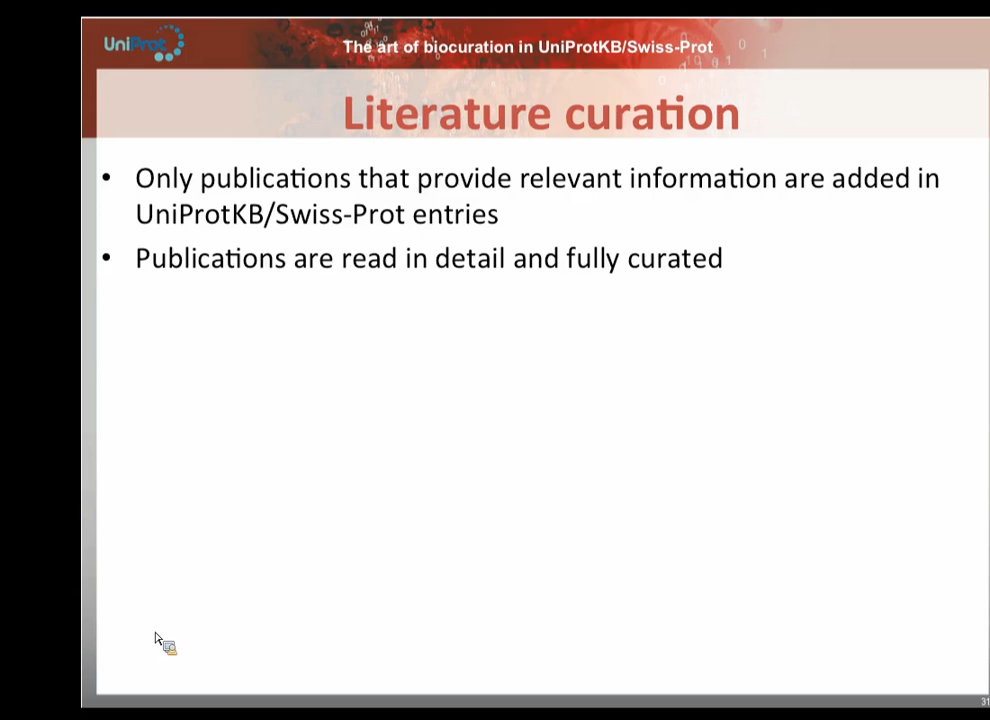 UniProt
The art of biocuration in UniProtKB/Swiss-Prot
Literature curation
• Only publications that provide relevant information are added in
UniProtKB/Swiss-Prot entries
• Publications are read in detail and fully curated
31